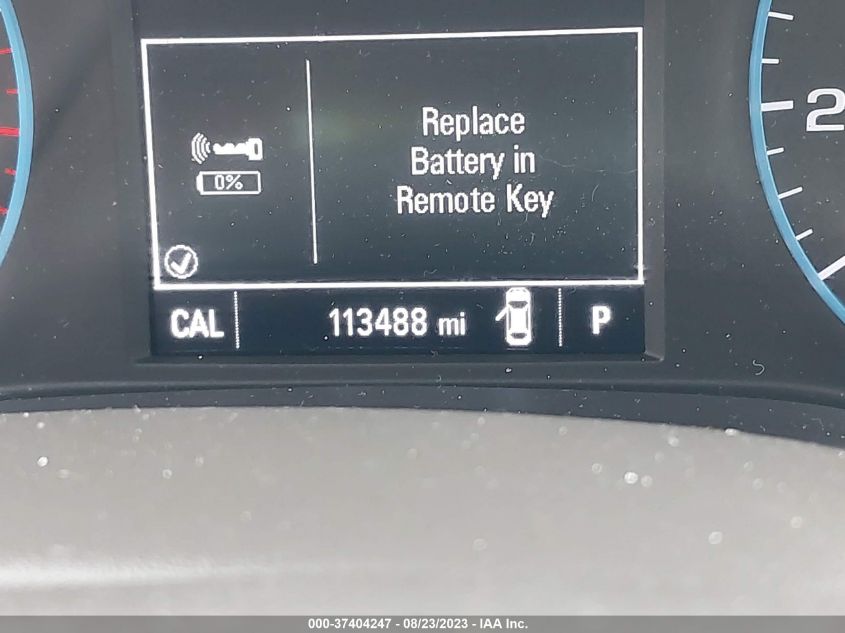 Replace
Battery in
Remote Key
0%
CAL 113488 mi P
2
000-37404247 - 08/23/2023 - IAA Inc.